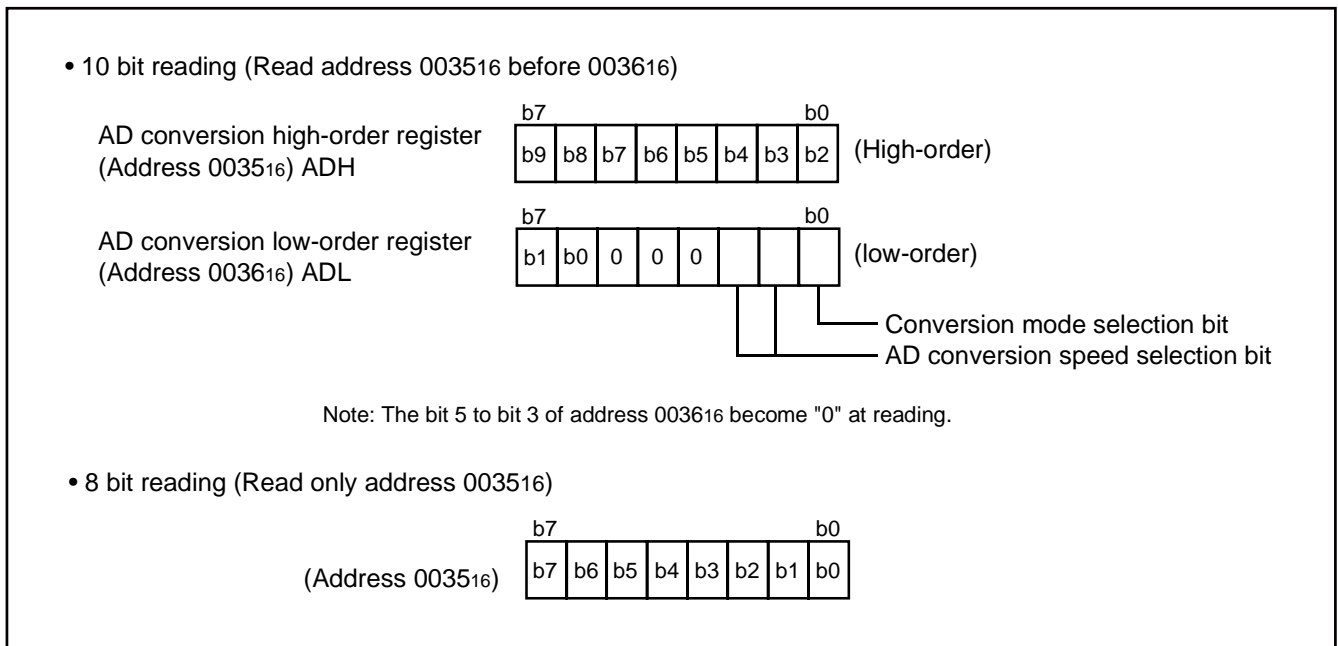 • 10 bit reading (Read address 003516 before 003616)
b7 b0
AD conversion high-order register
(Address 003516) ADH
b9 b8 b7 b6 b5 b4 b3 b2 (High-order)
b7 b0
AD conversion low-order register
(Address 003616) ADL
b1 b0 0 0 0 (low-order)
Conversion mode selection bit
AD conversion speed selection bit
Note: The bit 5 to bit 3 of address 003616 become "0" at reading.
• 8 bit reading (Read only address 003516)
b7 b0
(Address 003516) b7 b6 b5 b4 b3 b2 b1 b0